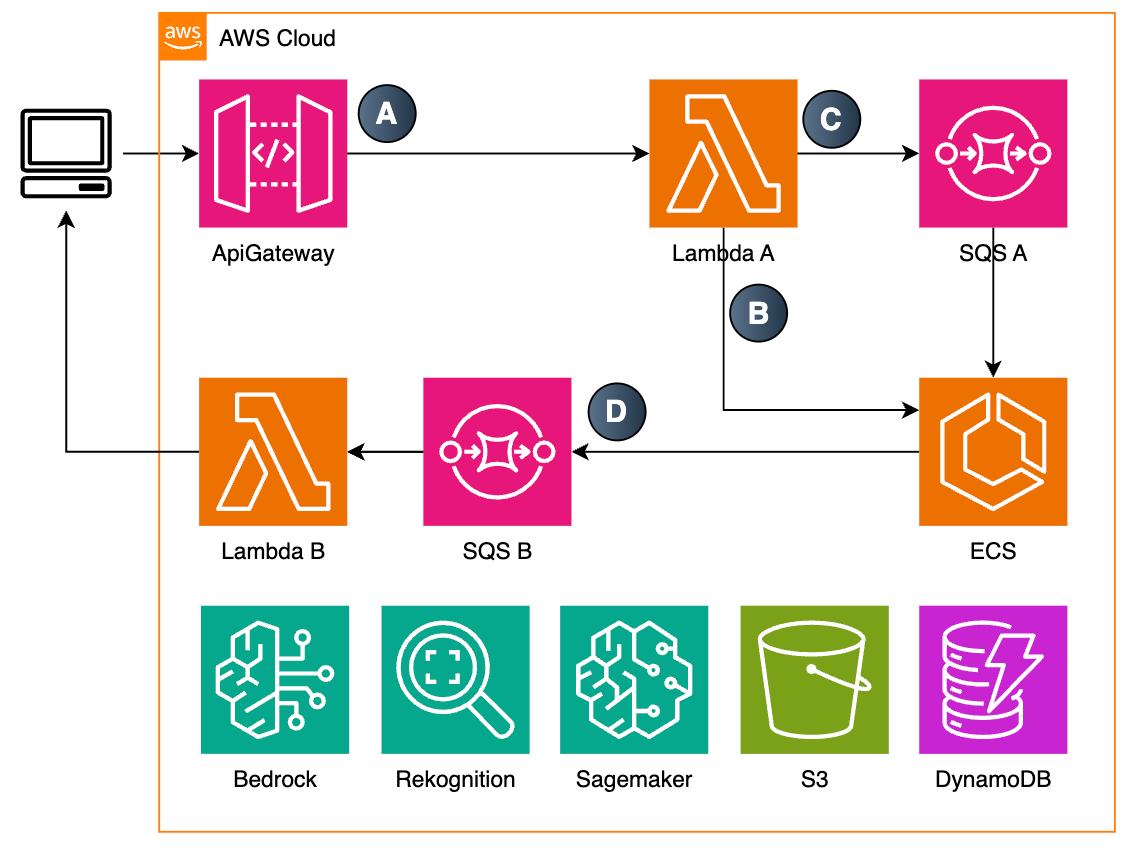 aws
AWS Cloud
A
C
</>
ApiGateway
Lambda A
SQS A
B
D
Lambda B
SQS B
ECS
Bedrock
Rekognition
Sagemaker
S3
DynamoDB